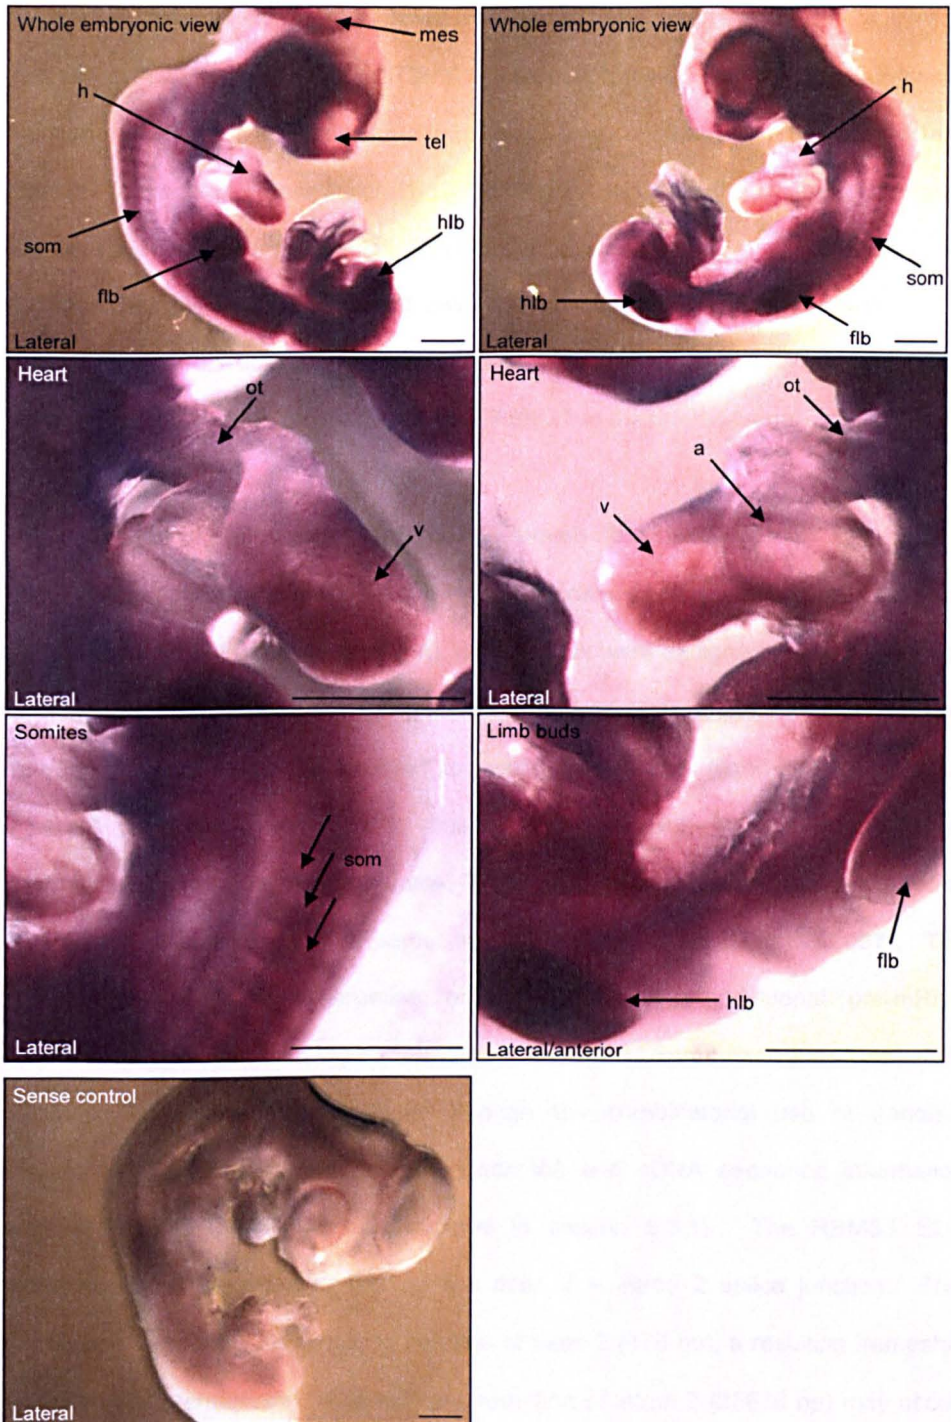 Whole embryonic view
mes
h
tel
hlb
som
flb
Lateral
Whole embryonic view
h
som
hlb
flb
Lateral
Heart
ot
v
Lateral
Heart
ot
a
v
Lateral
Somites
som
Lateral
Limb buds
flb
hlb
Lateral/anterior
Sense control
Lateral